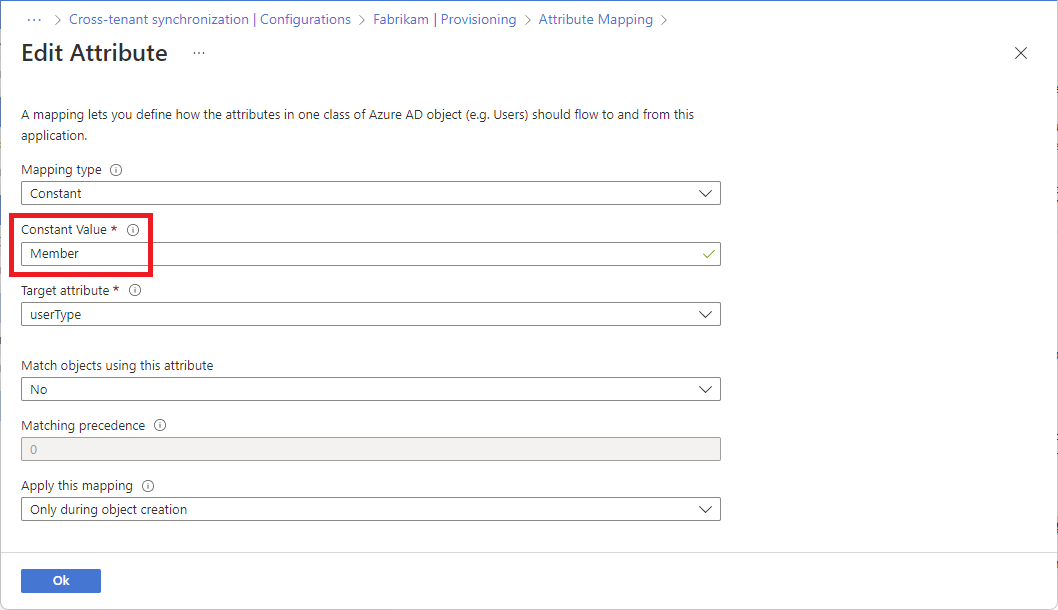 ··· > Cross-tenant synchronization | Configurations > Fabrikam | Provisioning > Attribute Mapping >
Edit Attribute ···
A mapping lets you define how the attributes in one class of Azure AD object (e.g. Users) should flow to and from this
application.
Mapping type
Constant
Constant Value *
Member
Target attribute *
userType
Match objects using this attribute
No
Matching precedence
0
Apply this mapping
Only during object creation
Ok